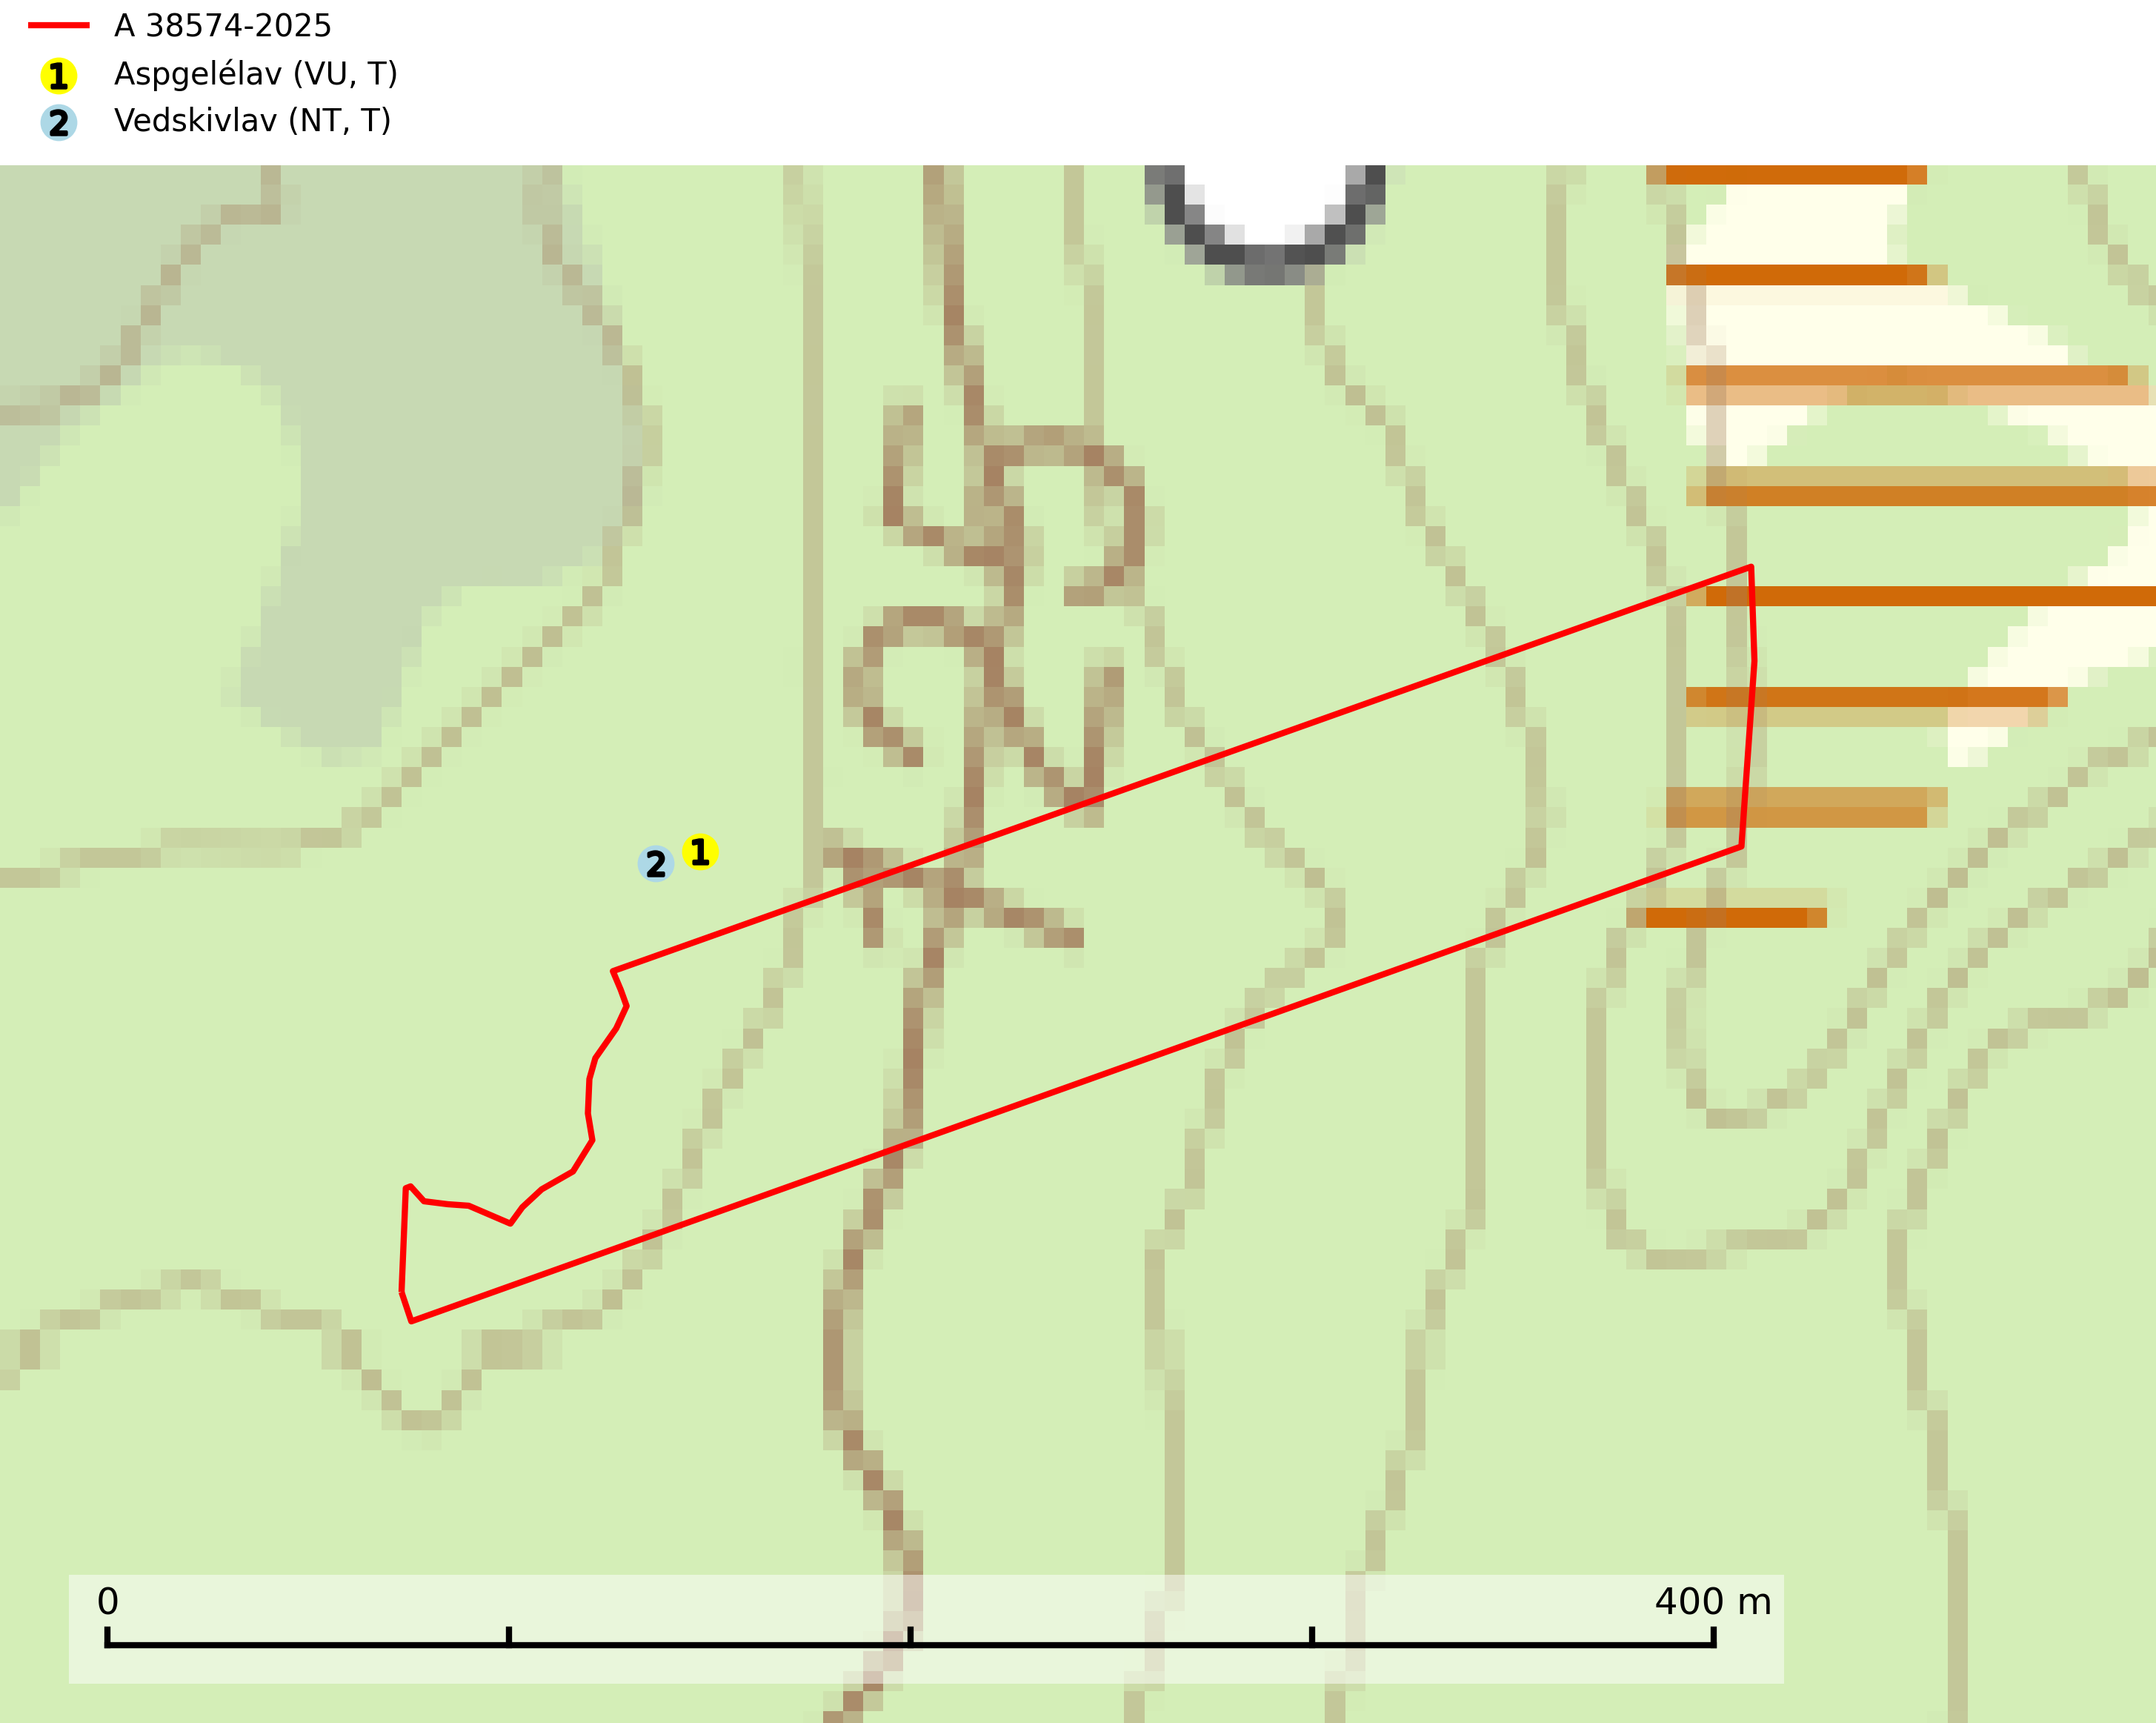 A 38574-2025
1 Aspgelélav (VU, T)
2 Vedskivlav (NT, T)
2 1
0 400 m